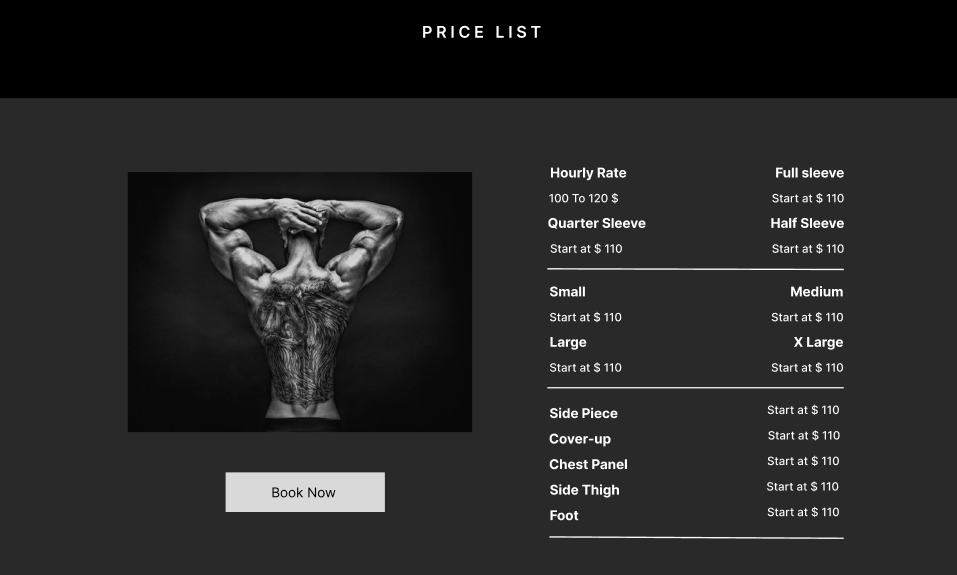 PRICE LIST
Hourly Rate Full sleeve
100 To 120 $ Start at $ 110
Quarter Sleeve Half Sleeve
Start at $ 110 Start at $ 110
Small Medium
Start at $ 110 Start at $ 110
Large X Large
Start at $ 110 Start at $ 110
Side Piece Start at $ 110
Cover-up Start at $ 110
Chest Panel Start at $ 110
Side Thigh Start at $ 110
Foot Start at $ 110
Book Now